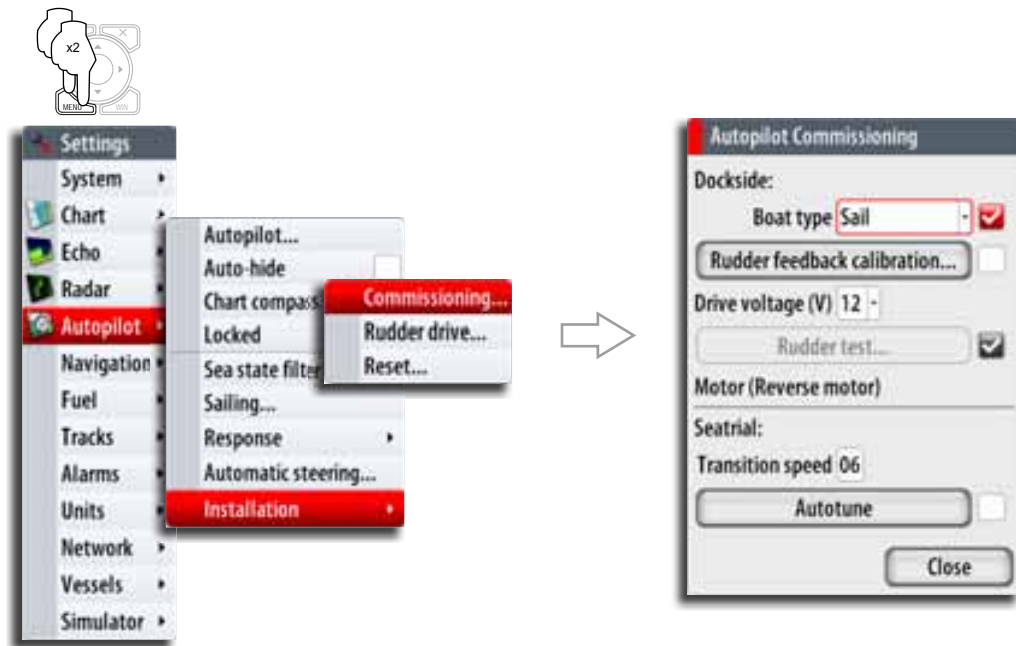 x2
MENU
WIN
Settings
System
Chart
Echo
Radar
Autopilot
Navigation
Fuel
Tracks
Alarms
Units
Network
Vessels
Simulator
Autopilot...
Auto-hide
Chart compass
Locked
Sea state filter
Sailing...
Response
Automatic steering...
Installation
Commissioning...
Rudder drive...
Reset...
Autopilot Commissioning
Dockside:
Boat type Sail
Rudder feedback calibration...
Drive voltage (V) 12
Rudder test...
Motor (Reverse motor)
Seatrial:
Transition speed 06
Autotune
Close